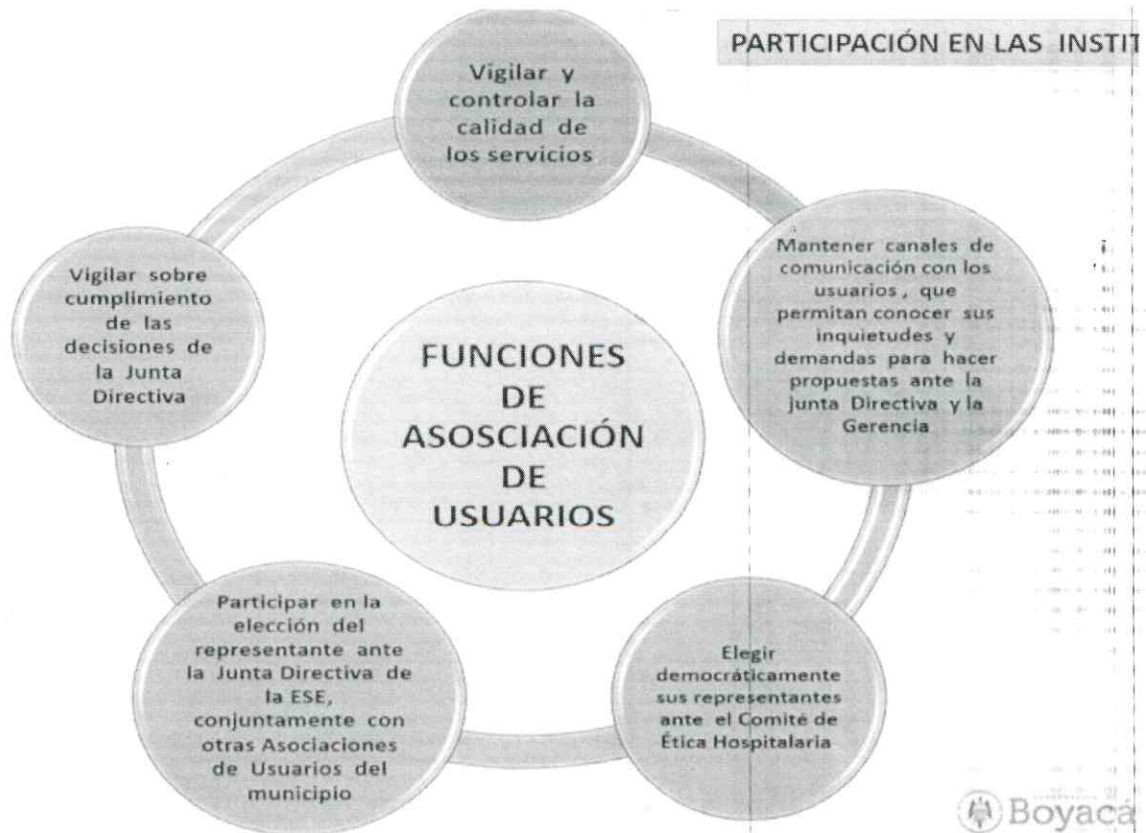 PARTICIPACIÓN EN LAS INSTIT
Vigilar y
controlar la
calidad de
los servicios
Mantener canales de
comunicación con los
usuarios , que
permitan conocer sus
inquietudes y
demandas para hacer
propuestas ante la
junta Directiva y la
Gerencia
Elegir
democráticamente
sus representantes
ante el Comité de
Ética Hospitalaria
Participar en la
elección del
representante ante
la Junta Directiva de
la ESE,
conjuntamente con
otras Asociaciones
de Usuarios del
municipio
Vigilar sobre
cumplimiento
de las
decisiones de
la Junta
Directiva
FUNCIONES
DE
ASOSCIACIÓN
DE
USUARIOS
Boyacá